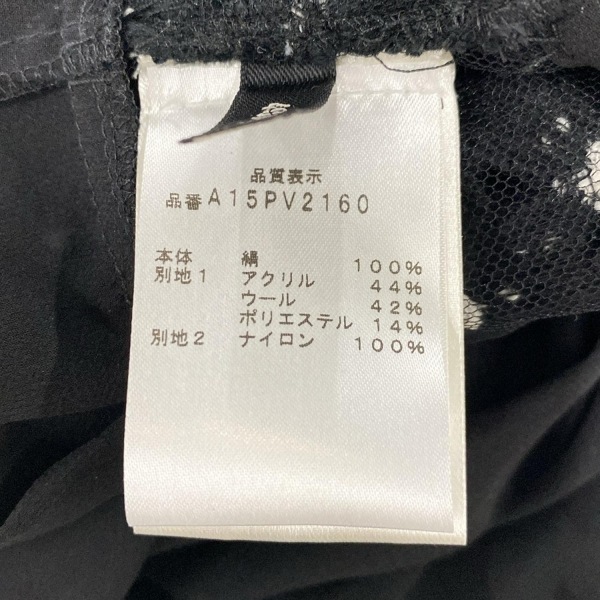 品質表示
品番 A15PV2160
本体 絹 100%
別地1 アクリル 44%
ウール 42%
ポリエステル 14%
別地2 ナイロン 100%